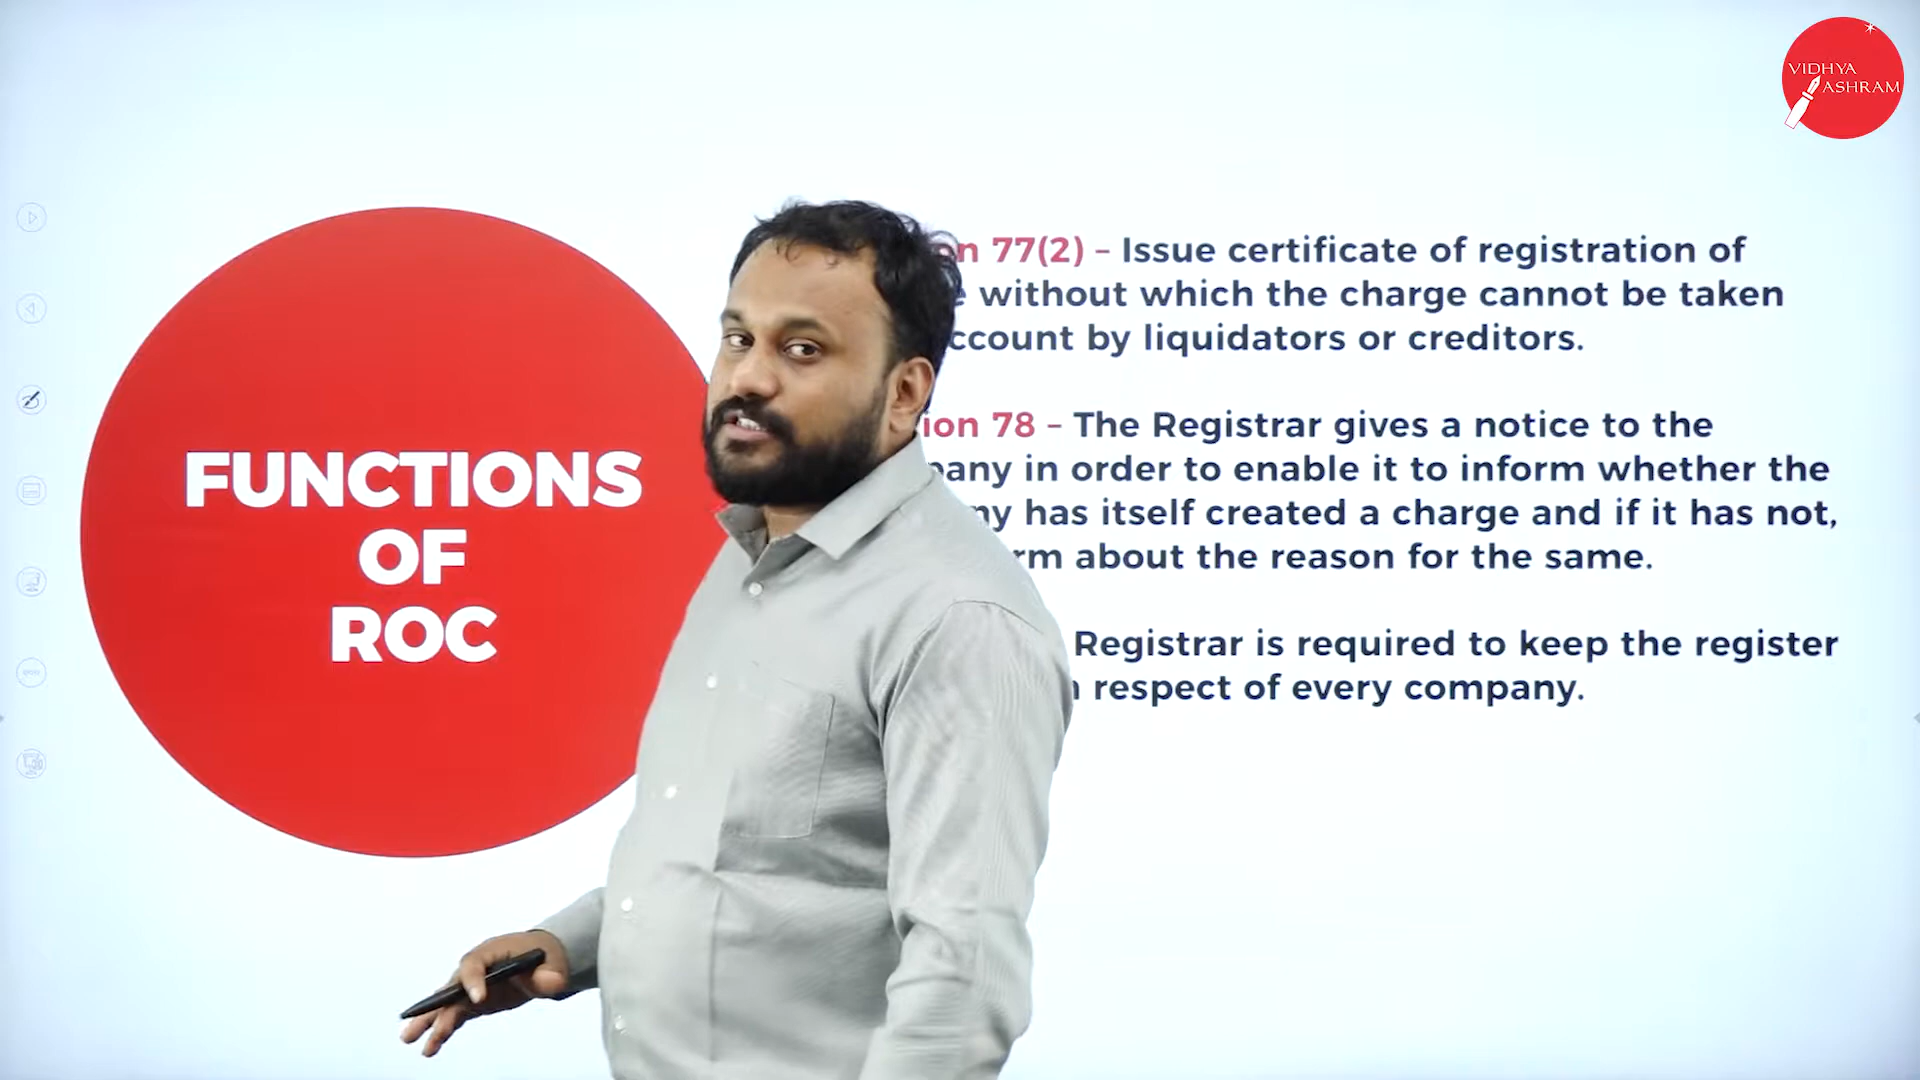 VIDHYA
ASHRAM
FUNCTIONS
OF
ROC
77(2) – Issue certificate of registration of
without which the charge cannot be taken
by liquidators or creditors.
78 – The Registrar gives a notice to the
in order to enable it to inform whether the
has itself created a charge and if it has not,
about the reason for the same.
Registrar is required to keep the register
respect of every company.